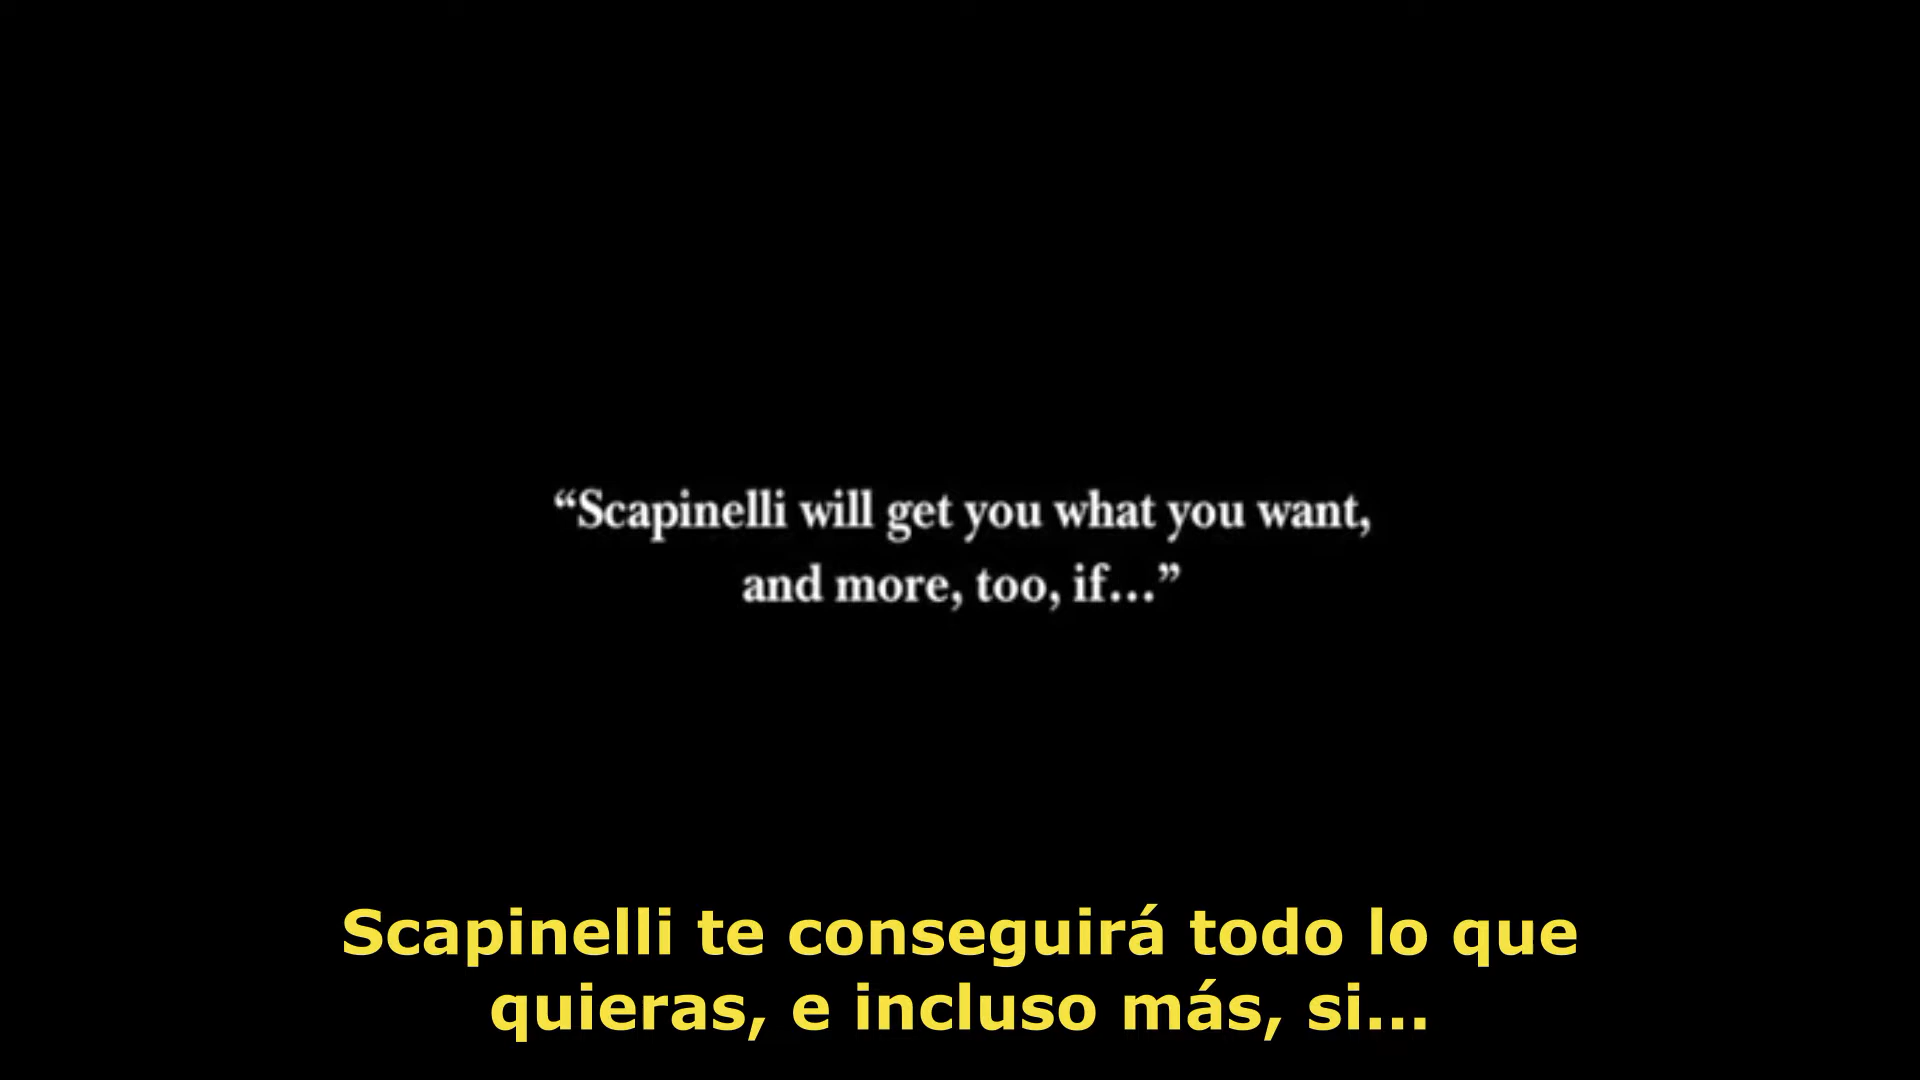 “Scapinelli will get you what you want,
and more, too, if…”
Scapinelli te conseguirá todo lo que
quieras, e incluso más, si...